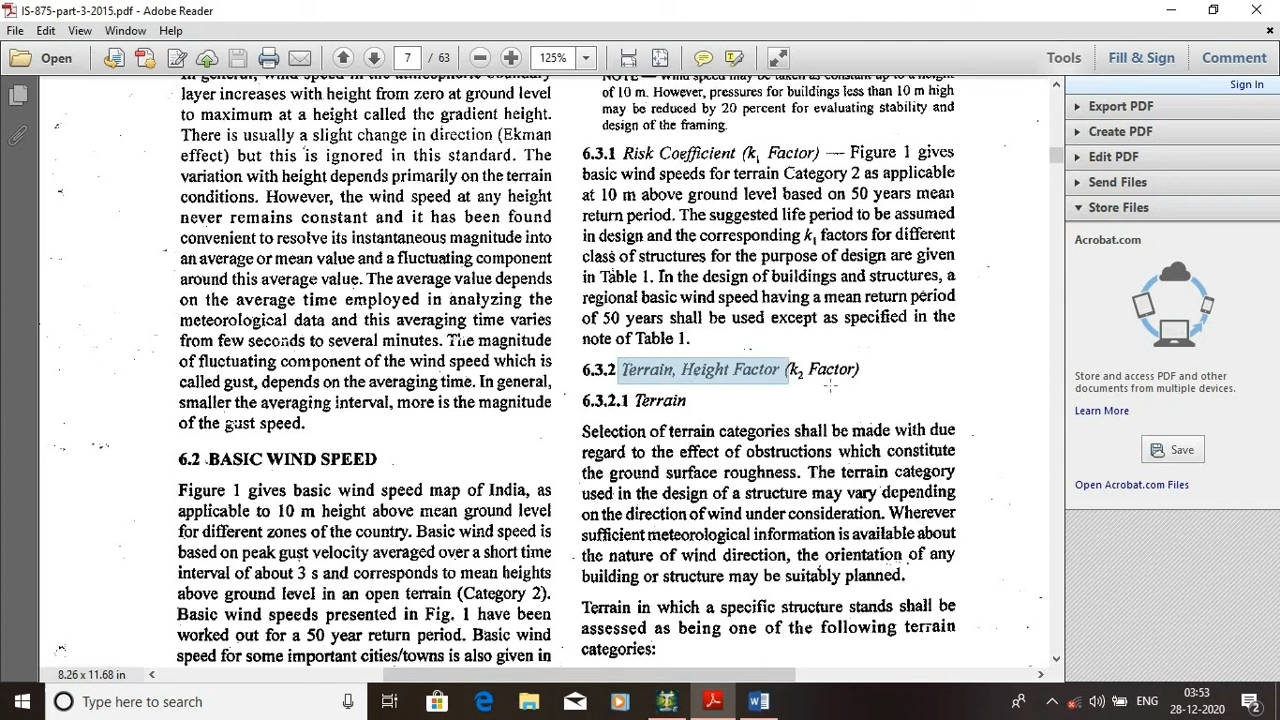 IS-875-part-3-2015.pdf - Adobe Reader
File Edit View Window Help
Open
7 / 63
125%
Tools
Fill & Sign
Comment
In general, wind speed in the atmospheric boundary
layer increases with height from zero at ground level
to maximum at a height called the gradient height.
There is usually a slight change in direction (Ekman
effect) but this is ignored in this standard. The
variation with height depends primarily on the terrain
conditions. However, the wind speed at any height
never remains constant and it has been found
convenient to resolve its instantaneous magnitude into
an average or mean value and a fluctuating component
around this average value. The average value depends
on the average time employed in analyzing the
meteorological data and this averaging time varies
from few seconds to several minutes. The magnitude
of fluctuating component of the wind speed which is
called gust, depends on the averaging time. In general,
smaller the averaging interval, more is the magnitude
of the gust speed.
6.2 BASIC WIND SPEED
Figure 1 gives basic wind speed map of India, as
applicable to 10 m height above mean ground level
for different zones of the country. Basic wind speed is
based on peak gust velocity averaged over a short time
interval of about 3 s and corresponds to mean heights
above ground level in an open terrain (Category 2).
Basic wind speeds presented in Fig. 1 have been
worked out for a 50 year return period. Basic wind
speed for some important cities/towns is also given in
NOTE — Wind speed may be taken as constant up to a height
of 10 m. However, pressures for buildings less than 10 m high
may be reduced by 20 percent for evaluating stability and
design of the framing.
6.3.1 Risk Coefficient (k₁ Factor) — Figure 1 gives
basic wind speeds for terrain Category 2 as applicable
at 10 m above ground level based on 50 years mean
return period. The suggested life period to be assumed
in design and the corresponding k₁ factors for different
class of structures for the purpose of design are given
in Table 1. In the design of buildings and structures, a
regional basic wind speed having a mean return period
of 50 years shall be used except as specified in the
note of Table 1.
6.3.2 Terrain, Height Factor (k₂ Factor)
6.3.2.1 Terrain
Selection of terrain categories shall be made with due
regard to the effect of obstructions which constitute
the ground surface roughness. The terrain category
used in the design of a structure may vary depending
on the direction of wind under consideration. Wherever
sufficient meteorological information is available about
the nature of wind direction, the orientation of any
building or structure may be suitably planned.
Terrain in which a specific structure stands shall be
assessed as being one of the following terrain
categories:
Sign In
Export PDF
Create PDF
Edit PDF
Send Files
Store Files
Acrobat.com
Store and access PDF and other
documents from multiple devices.
Learn More
Save
Open Acrobat.com Files
8.26 x 11.68 in
Type here to search
ENG
03:53
28-12-2020
2